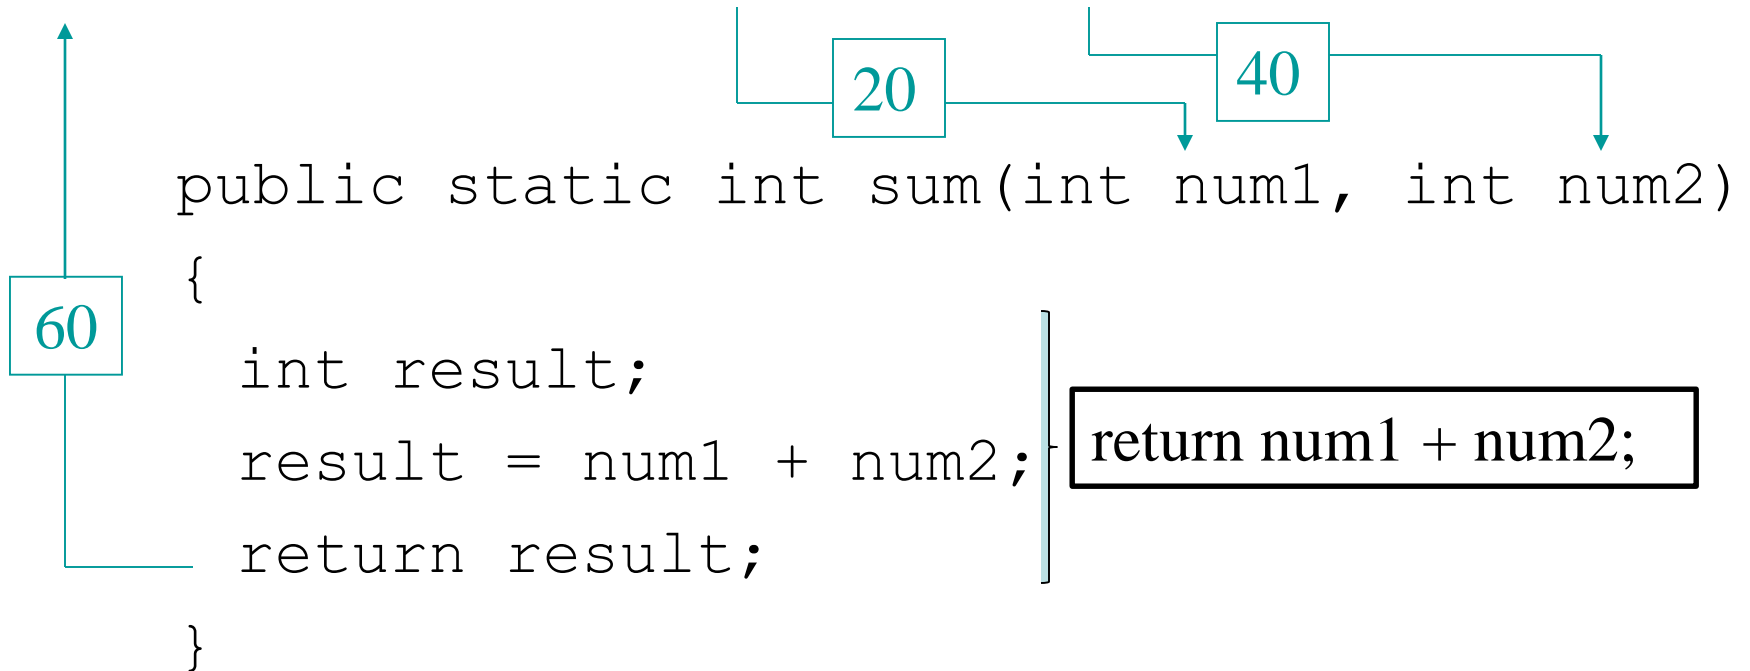 20
40
public static int sum(int num1, int num2)
{
60
int result;
result = num1 + num2;
return num1 + num2;
return result;
}